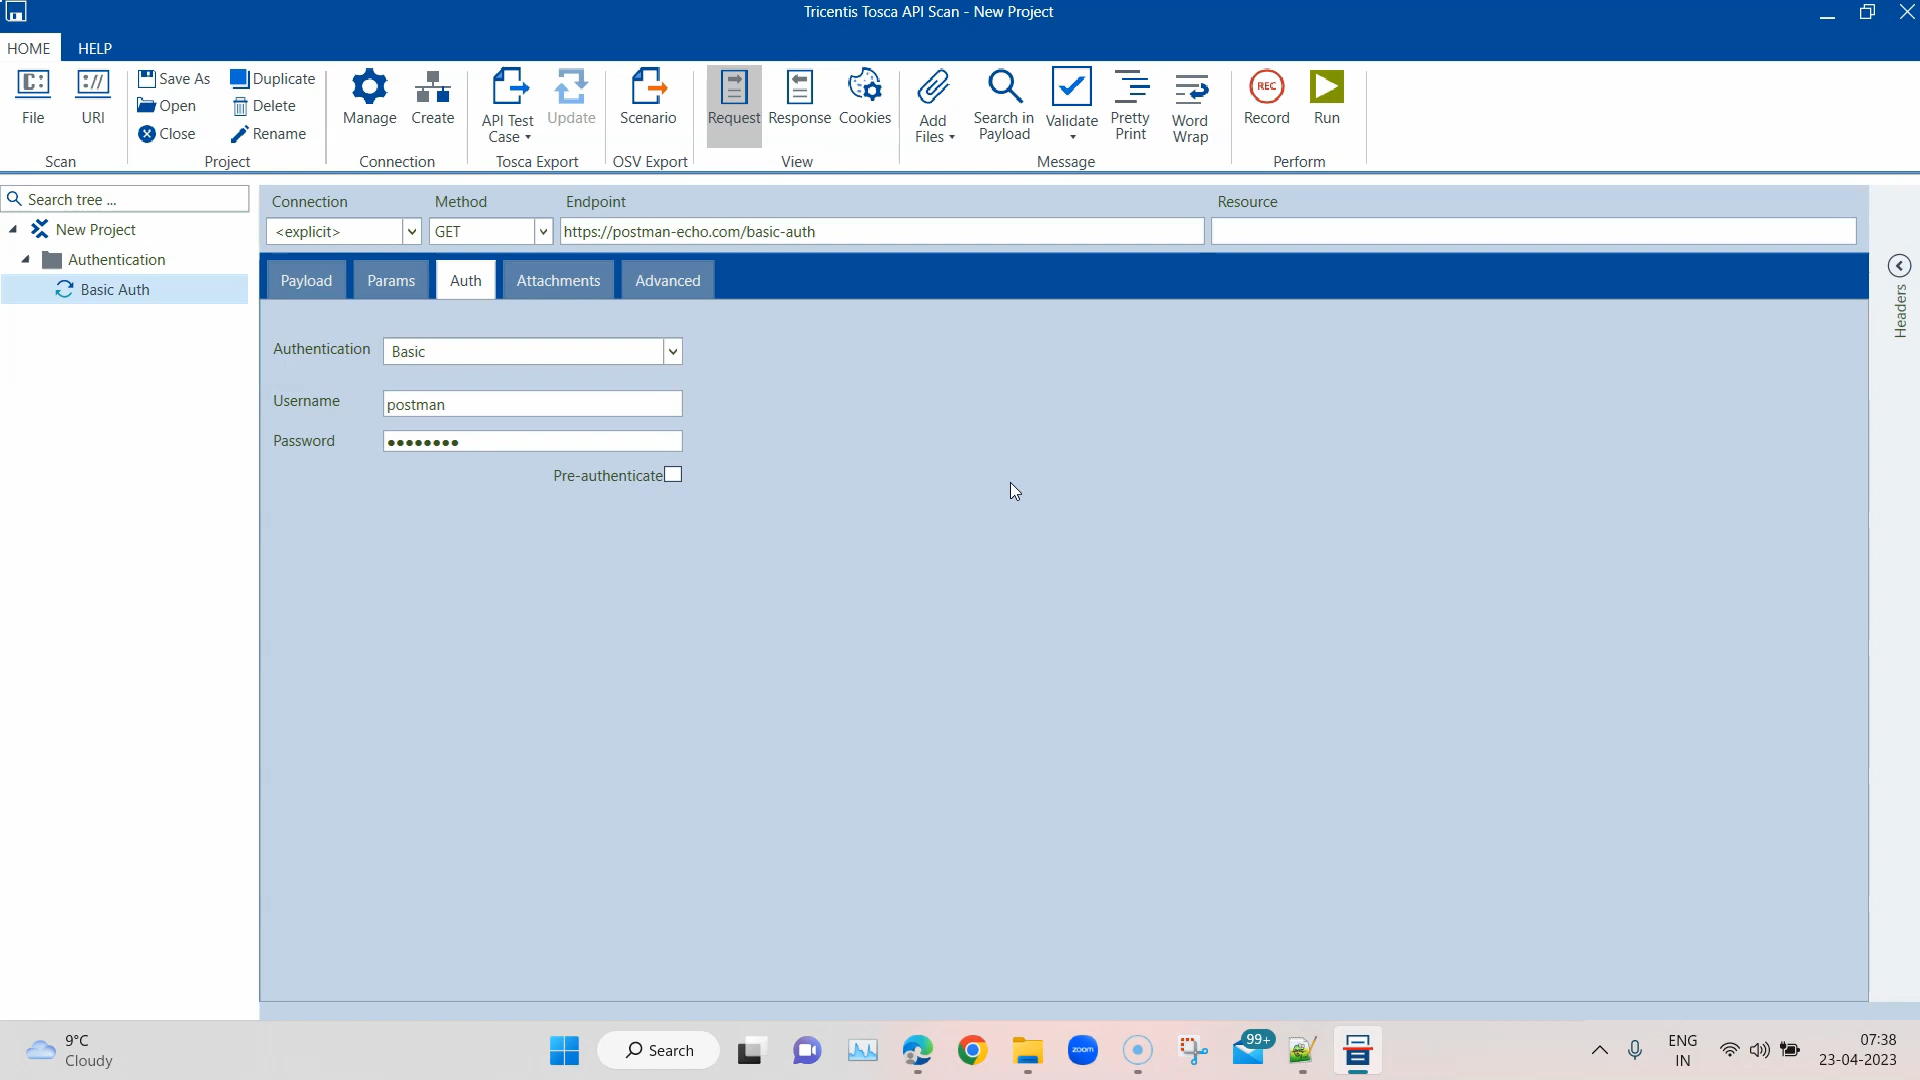 Tricentis Tosca API Scan - New Project
HOME HELP
C: File
:// URI
Scan
Save As
Open
Close
Duplicate
Delete
Rename
Project
Manage
Create
Connection
API Test Case
Update
Tosca Export
Scenario
OSV Export
Request
Response
Cookies
View
Add Files
Search in Payload
Validate
Pretty Print
Word Wrap
Message
REC
Record
Run
Perform
Search tree ...
New Project
Authentication
Basic Auth
Connection Method Endpoint Resource
<explicit> GET https://postman-echo.com/basic-auth
Payload Params Auth Attachments Advanced
Headers
Authentication Basic
Username postman
Password ●●●●●●●●
Pre-authenticate
9°C
Cloudy
Search
zoom
99+
ENG
IN
07:38
23-04-2023